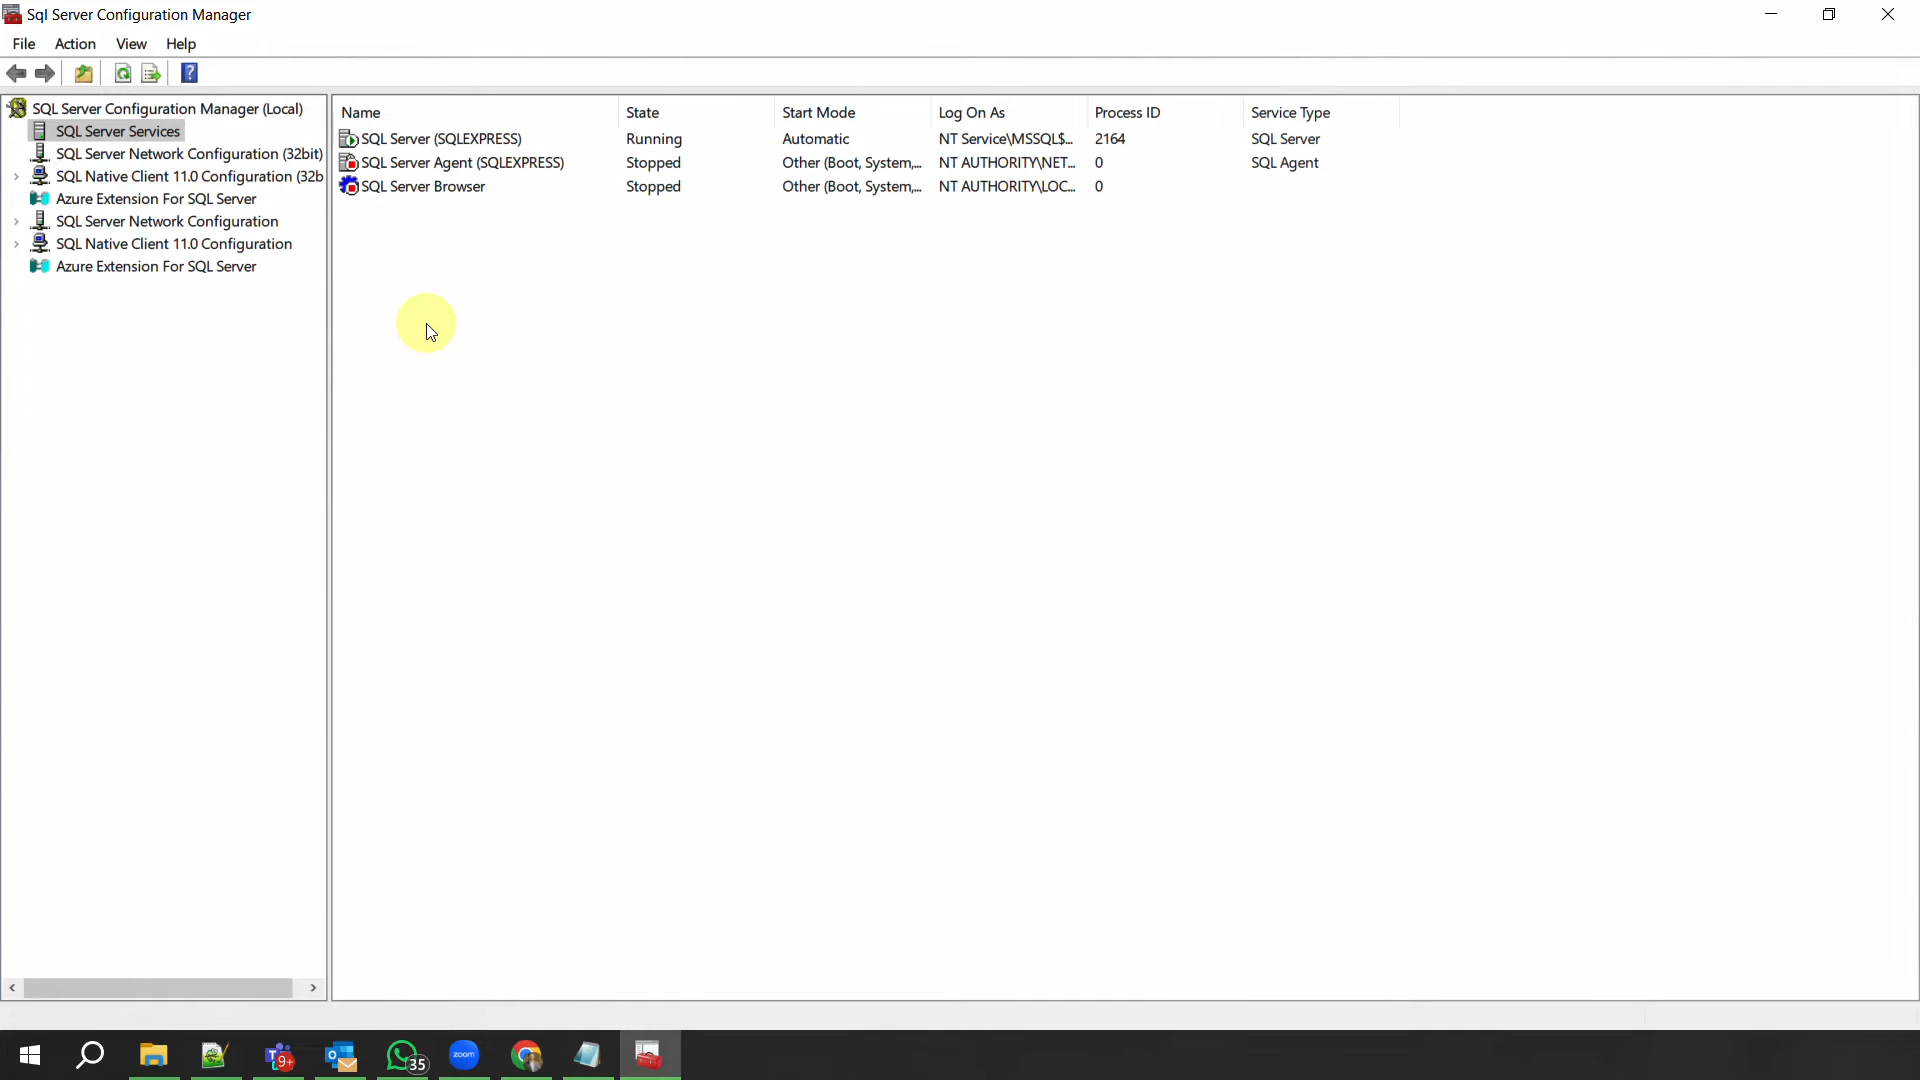 Sql Server Configuration Manager
File Action View Help
SQL Server Configuration Manager (Local)
SQL Server Services
SQL Server Network Configuration (32bit)
SQL Native Client 11.0 Configuration (32b
Azure Extension For SQL Server
SQL Server Network Configuration
SQL Native Client 11.0 Configuration
Azure Extension For SQL Server
Name State Start Mode Log On As Process ID Service Type
SQL Server (SQLEXPRESS) Running Automatic NT Service\MSSQL$... 2164 SQL Server
SQL Server Agent (SQLEXPRESS) Stopped Other (Boot, System,... NT AUTHORITY\NET... 0 SQL Agent
SQL Server Browser Stopped Other (Boot, System,... NT AUTHORITY\LOC... 0
9+ 35 zoom